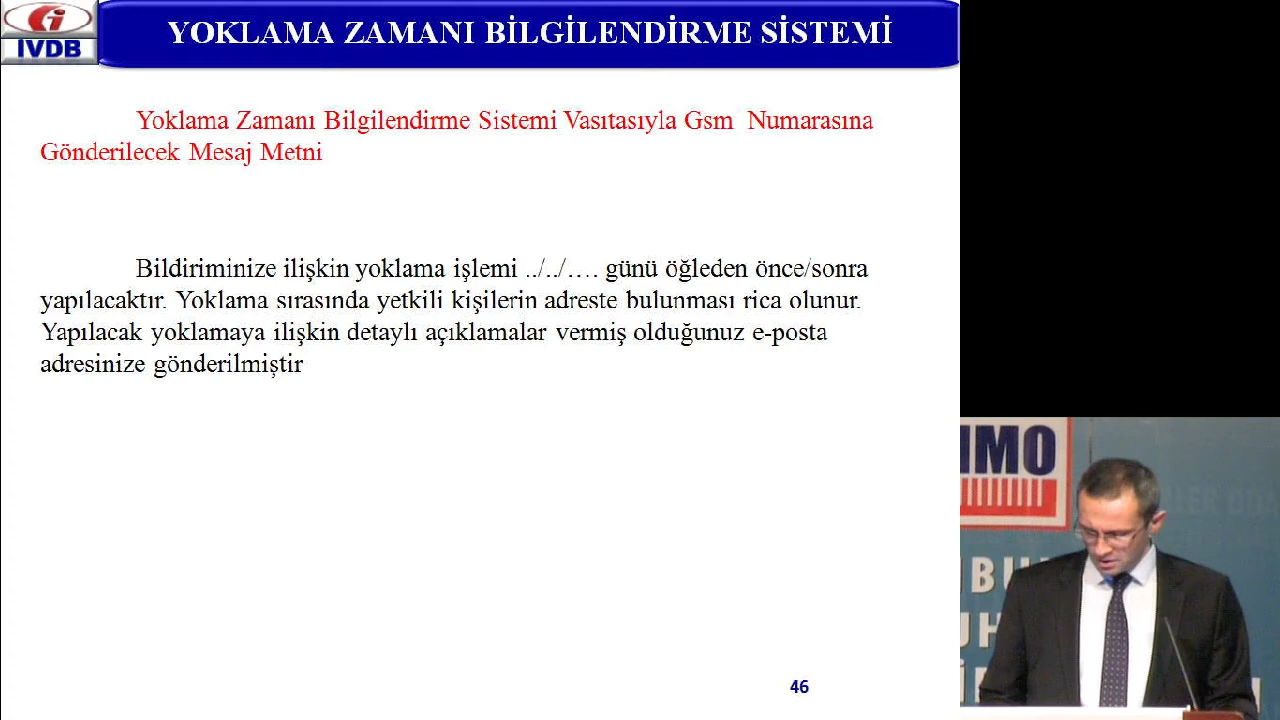 IVDB
YOKLAMA ZAMANI BİLGİLENDİRME SİSTEMİ
Yoklama Zamanı Bilgilendirme Sistemi Vasıtasıyla Gsm Numarasına
Gönderilecek Mesaj Metni
Bildiriminize ilişkin yoklama işlemi ../../…. günü öğleden önce/sonra
yapılacaktır. Yoklama sırasında yetkili kişilerin adreste bulunması rica olunur.
Yapılacak yoklamaya ilişkin detaylı açıklamalar vermiş olduğunuz e-posta
adresinize gönderilmiştir
46
MMO